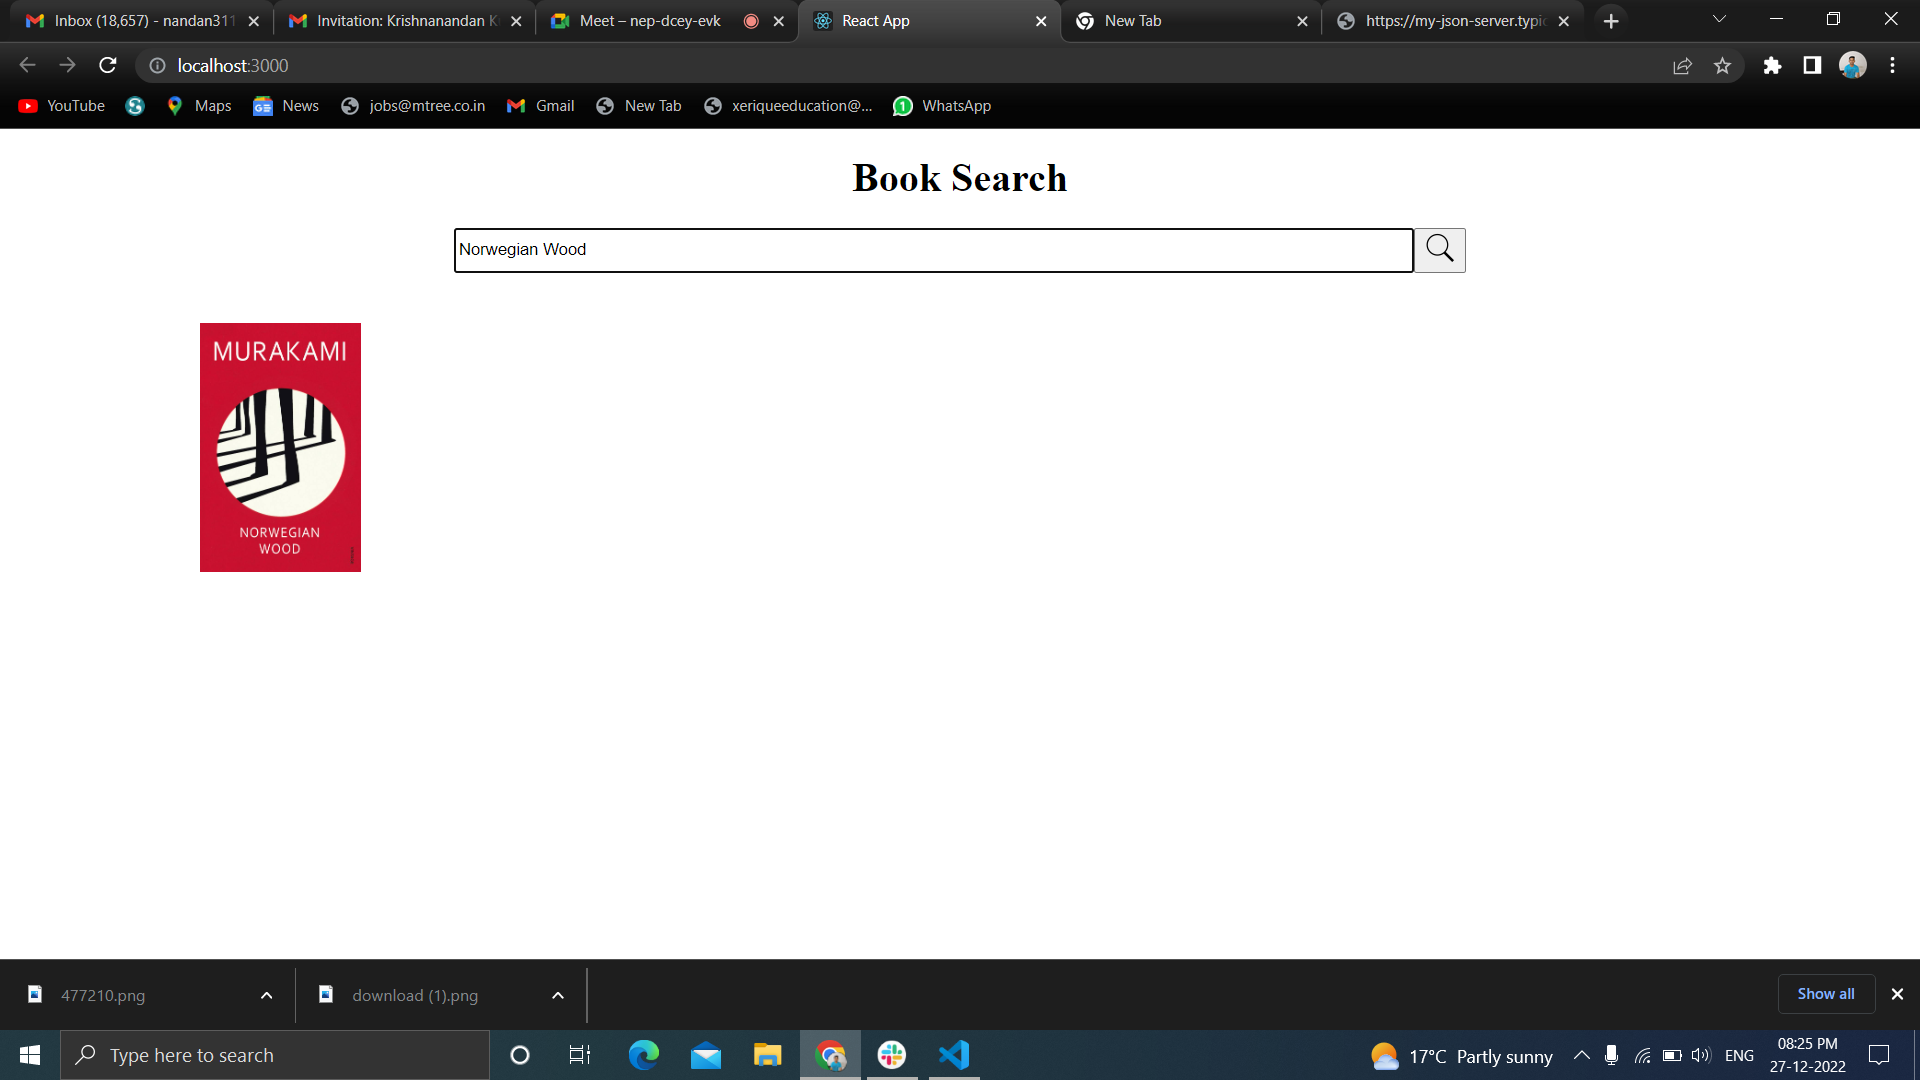 Inbox (18,657) - nandan311
Invitation: Krishnanandan K
Meet – nep-dcey-evk
React App
New Tab
https://my-json-server.typic
localhost:3000
YouTube
Maps
News
jobs@mtree.co.in
Gmail
New Tab
xeriqueeducation@...
1
WhatsApp
Book Search
Norwegian Wood
MURAKAMI
NORWEGIAN
WOOD
477210.png
download (1).png
Show all
Type here to search
17°C Partly sunny
ENG
08:25 PM
27-12-2022